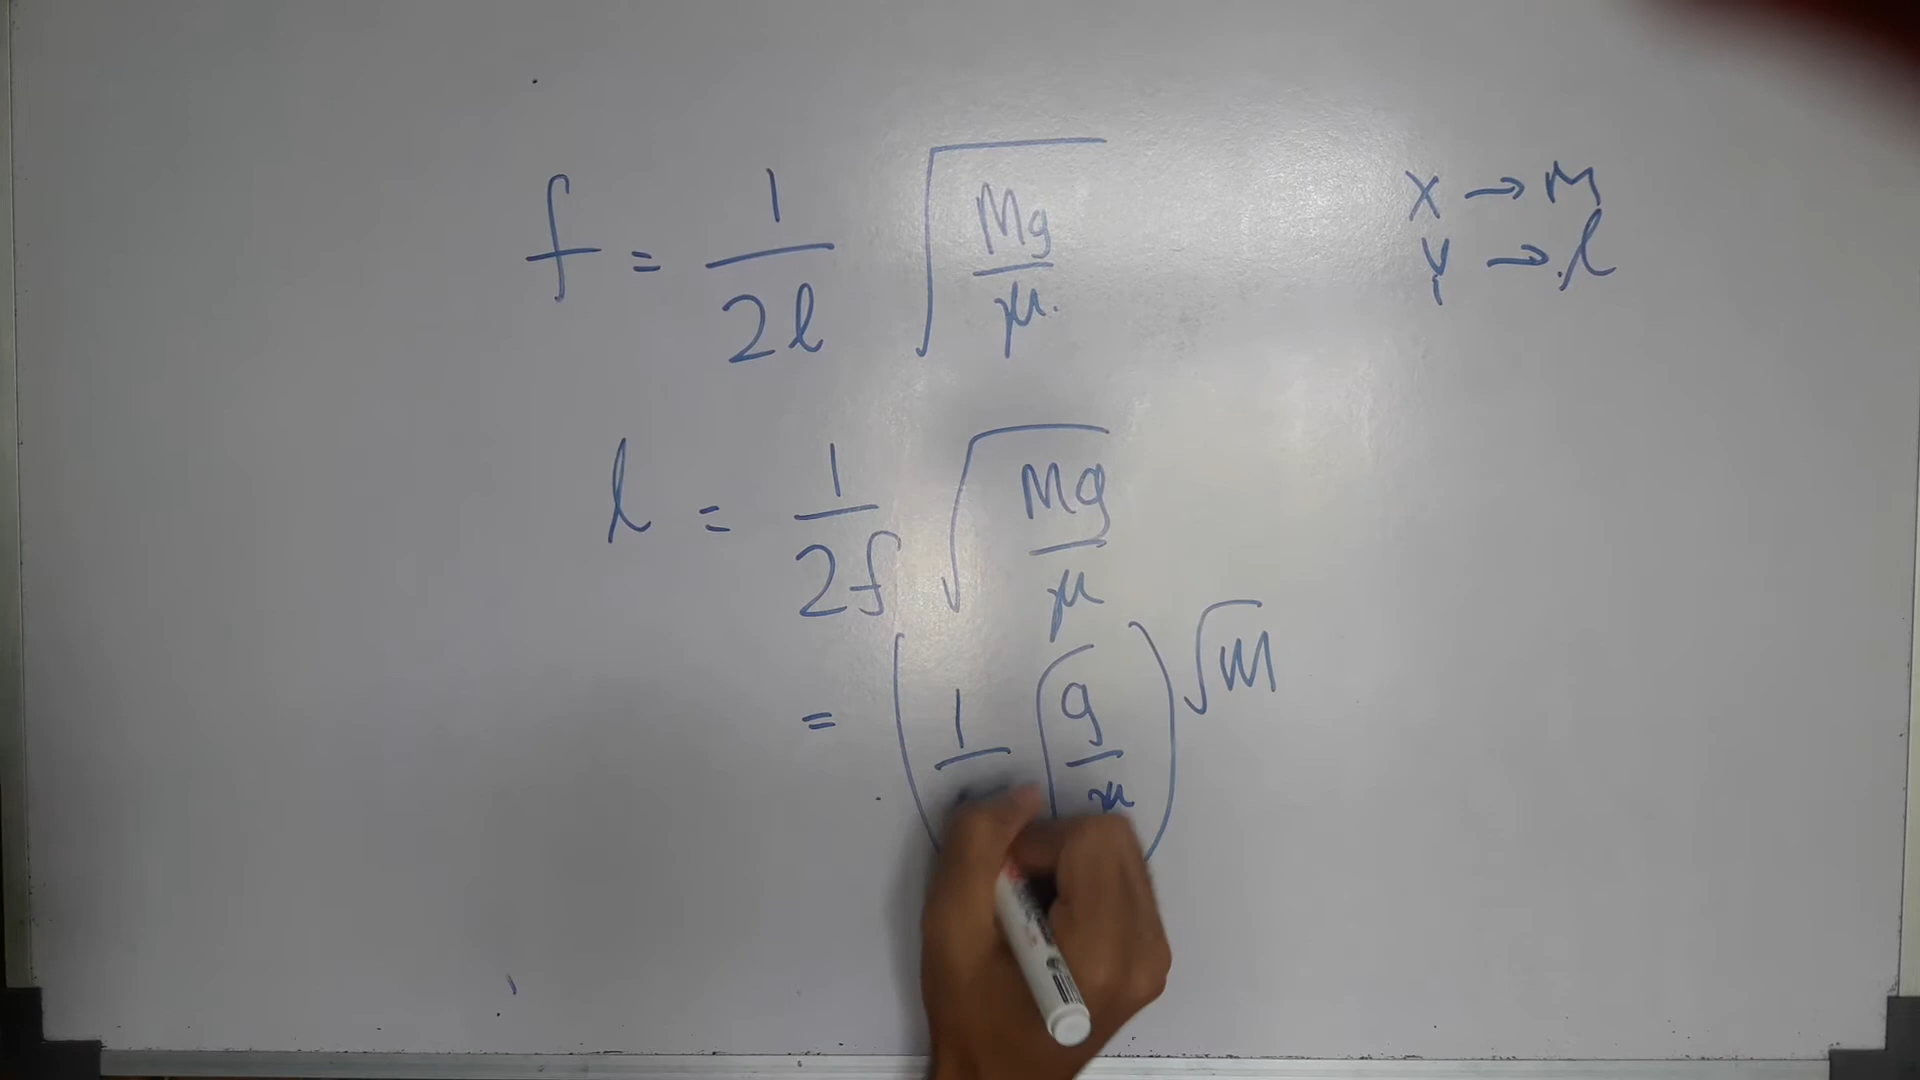 f = 1/2l √(Mg/μ)
x → M
y → l
l = 1/2f √(Mg/μ)
= (1/ √(g/μ)) √M